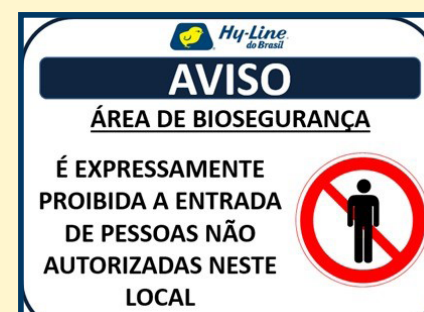 Hy-Line
do Brasil
AVISO
ÁREA DE BIOSEGURANÇA
É EXPRESSAMENTE
PROIBIDA A ENTRADA
DE PESSOAS NÃO
AUTORIZADAS NESTE
LOCAL